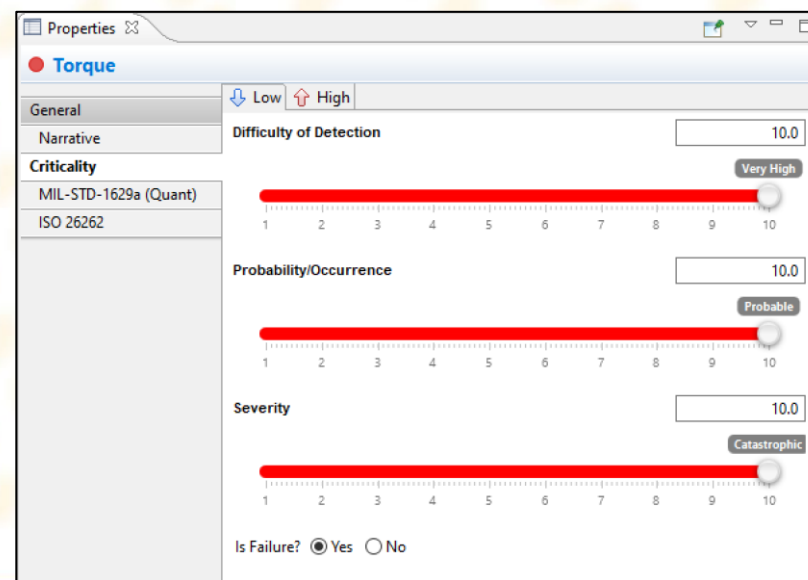 Properties
Torque
General
Narrative
Criticality
MIL-STD-1629a (Quant)
ISO 26262
Low High
Difficulty of Detection 10.0
Very High
1 2 3 4 5 6 7 8 9 10
Probability/Occurrence 10.0
Probable
1 2 3 4 5 6 7 8 9 10
Severity 10.0
Catastrophic
1 2 3 4 5 6 7 8 9 10
Is Failure? Yes No